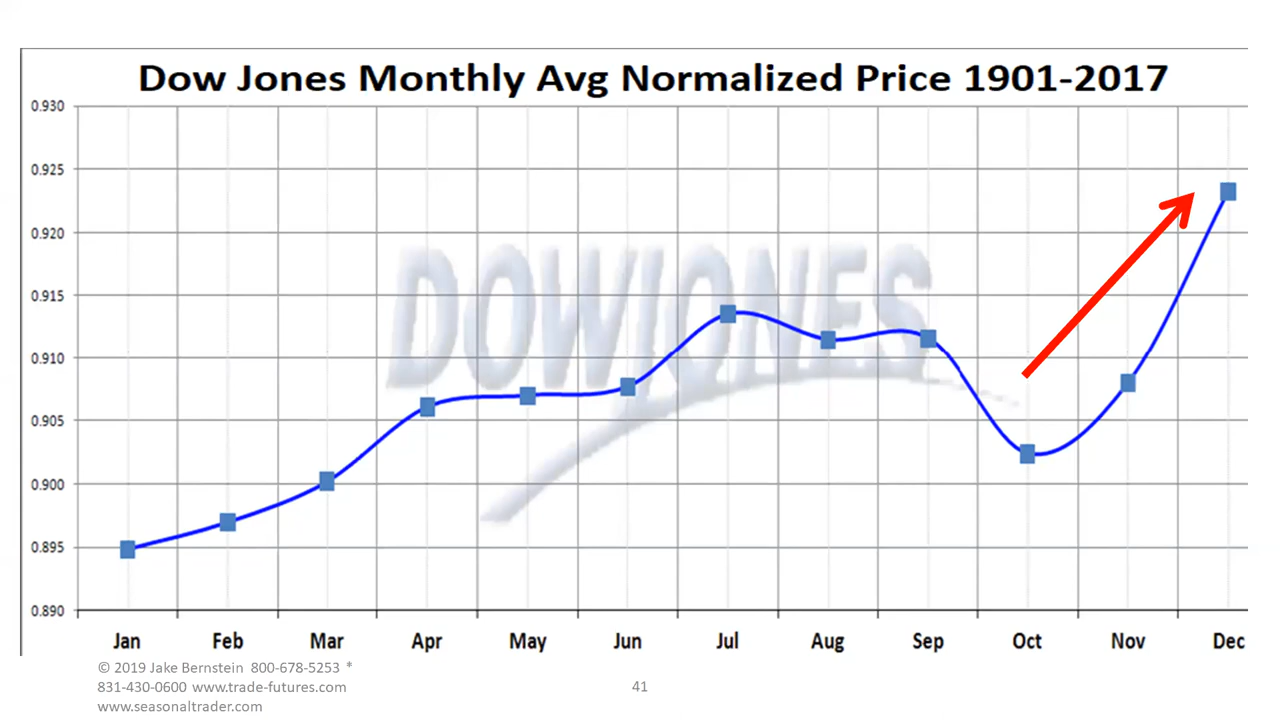 Dow Jones Monthly Avg Normalized Price 1901-2017
0.930
0.925
0.920
0.915
0.910
0.905
0.900
0.895
0.890
DOWJONES
Jan Feb Mar Apr May Jun Jul Aug Sep Oct Nov Dec
© 2019 Jake Bernstein 800-678-5253 *
831-430-0600 www.trade-futures.com
www.seasonaltrader.com
41